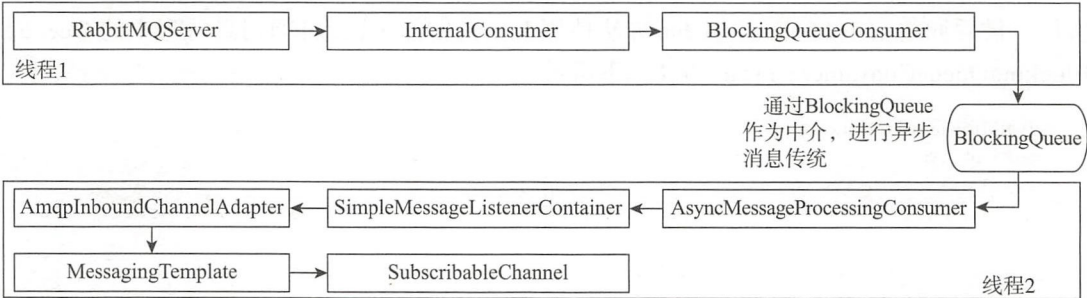 RabbitMQServer
InternalConsumer
BlockingQueueConsumer
线程1
通过BlockingQueue
作为中介，进行异步
消息传统
BlockingQueue
AmqpInboundChannelAdapter
SimpleMessageListenerContainer
AsyncMessageProcessingConsumer
MessagingTemplate
SubscribableChannel
线程2